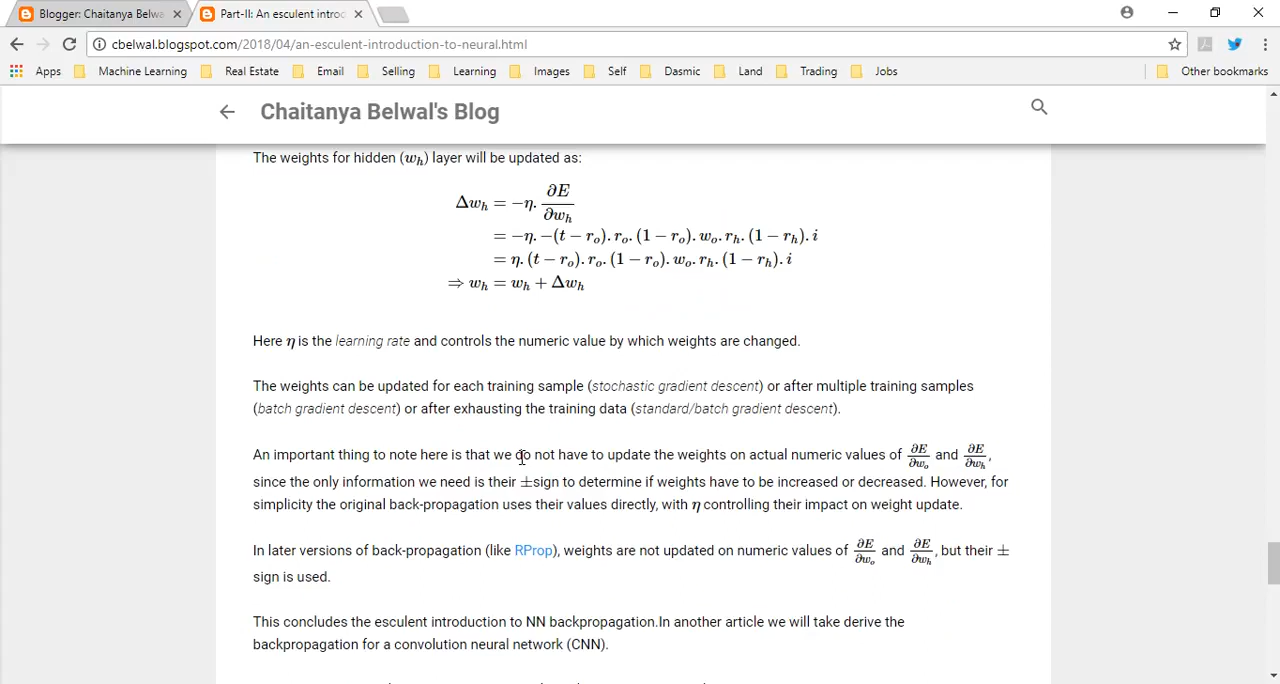 Blogger: Chaitanya Belwa
Part-II: An esculent introd
cbelwal.blogspot.com/2018/04/an-esculent-introduction-to-neural.html
Apps Machine Learning Real Estate Email Selling Learning Images Self Dasmic Land Trading Jobs Other bookmarks
Chaitanya Belwal's Blog
The weights for hidden (w_h) layer will be updated as:
Δw_h = −η. ∂E/∂w_h
= −η. −(t − r_o). r_o. (1 − r_o). w_o. r_h. (1 − r_h). i
= η. (t − r_o). r_o. (1 − r_o). w_o. r_h. (1 − r_h). i
⇒ w_h = w_h + Δw_h
Here η is the learning rate and controls the numeric value by which weights are changed.
The weights can be updated for each training sample (stochastic gradient descent) or after multiple training samples
(batch gradient descent) or after exhausting the training data (standard/batch gradient descent).
An important thing to note here is that we do not have to update the weights on actual numeric values of ∂E/∂w_o and ∂E/∂w_h,
since the only information we need is their ±sign to determine if weights have to be increased or decreased. However, for
simplicity the original back-propagation uses their values directly, with η controlling their impact on weight update.
In later versions of back-propagation (like RProp), weights are not updated on numeric values of ∂E/∂w_o and ∂E/∂w_h, but their ±
sign is used.
This concludes the esculent introduction to NN backpropagation.In another article we will take derive the
backpropagation for a convolution neural network (CNN).